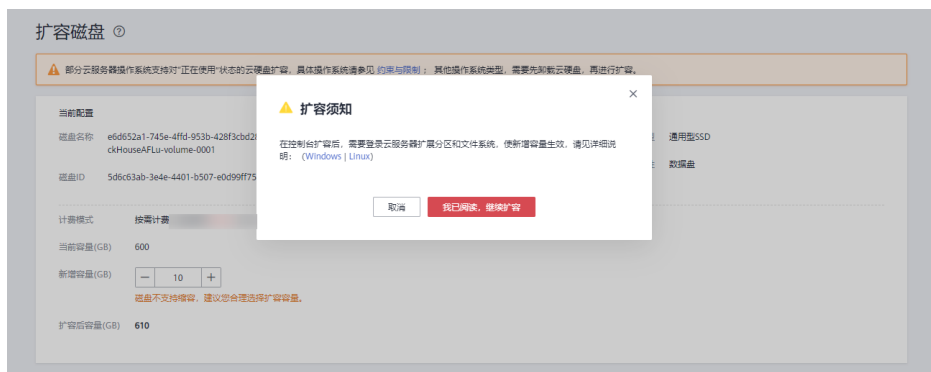 扩容磁盘
部分云服务器操作系统支持对“正在使用”状态的云硬盘扩容，具体操作系统请参见 约束与限制； 其他操作系统类型，需要先卸载云硬盘，再进行扩容。
当前配置
磁盘名称 e6d652a1-745e-4ffd-953b-428f3cbd2
ckHouseAFLu-volume-0001
通用型SSD
磁盘ID 5d6c63ab-3e4e-4401-b507-e0d99ff75
数据盘
扩容须知
在控制台扩容后，需要登录云服务器扩展分区和文件系统，使新增容量生效，请见详细说
明： (Windows | Linux)
取消 我已阅读，继续扩容
计费模式 按需计费
当前容量(GB) 600
新增容量(GB) — 10 +
磁盘不支持缩容，建议您合理选择扩容容量。
扩容后容量(GB) 610